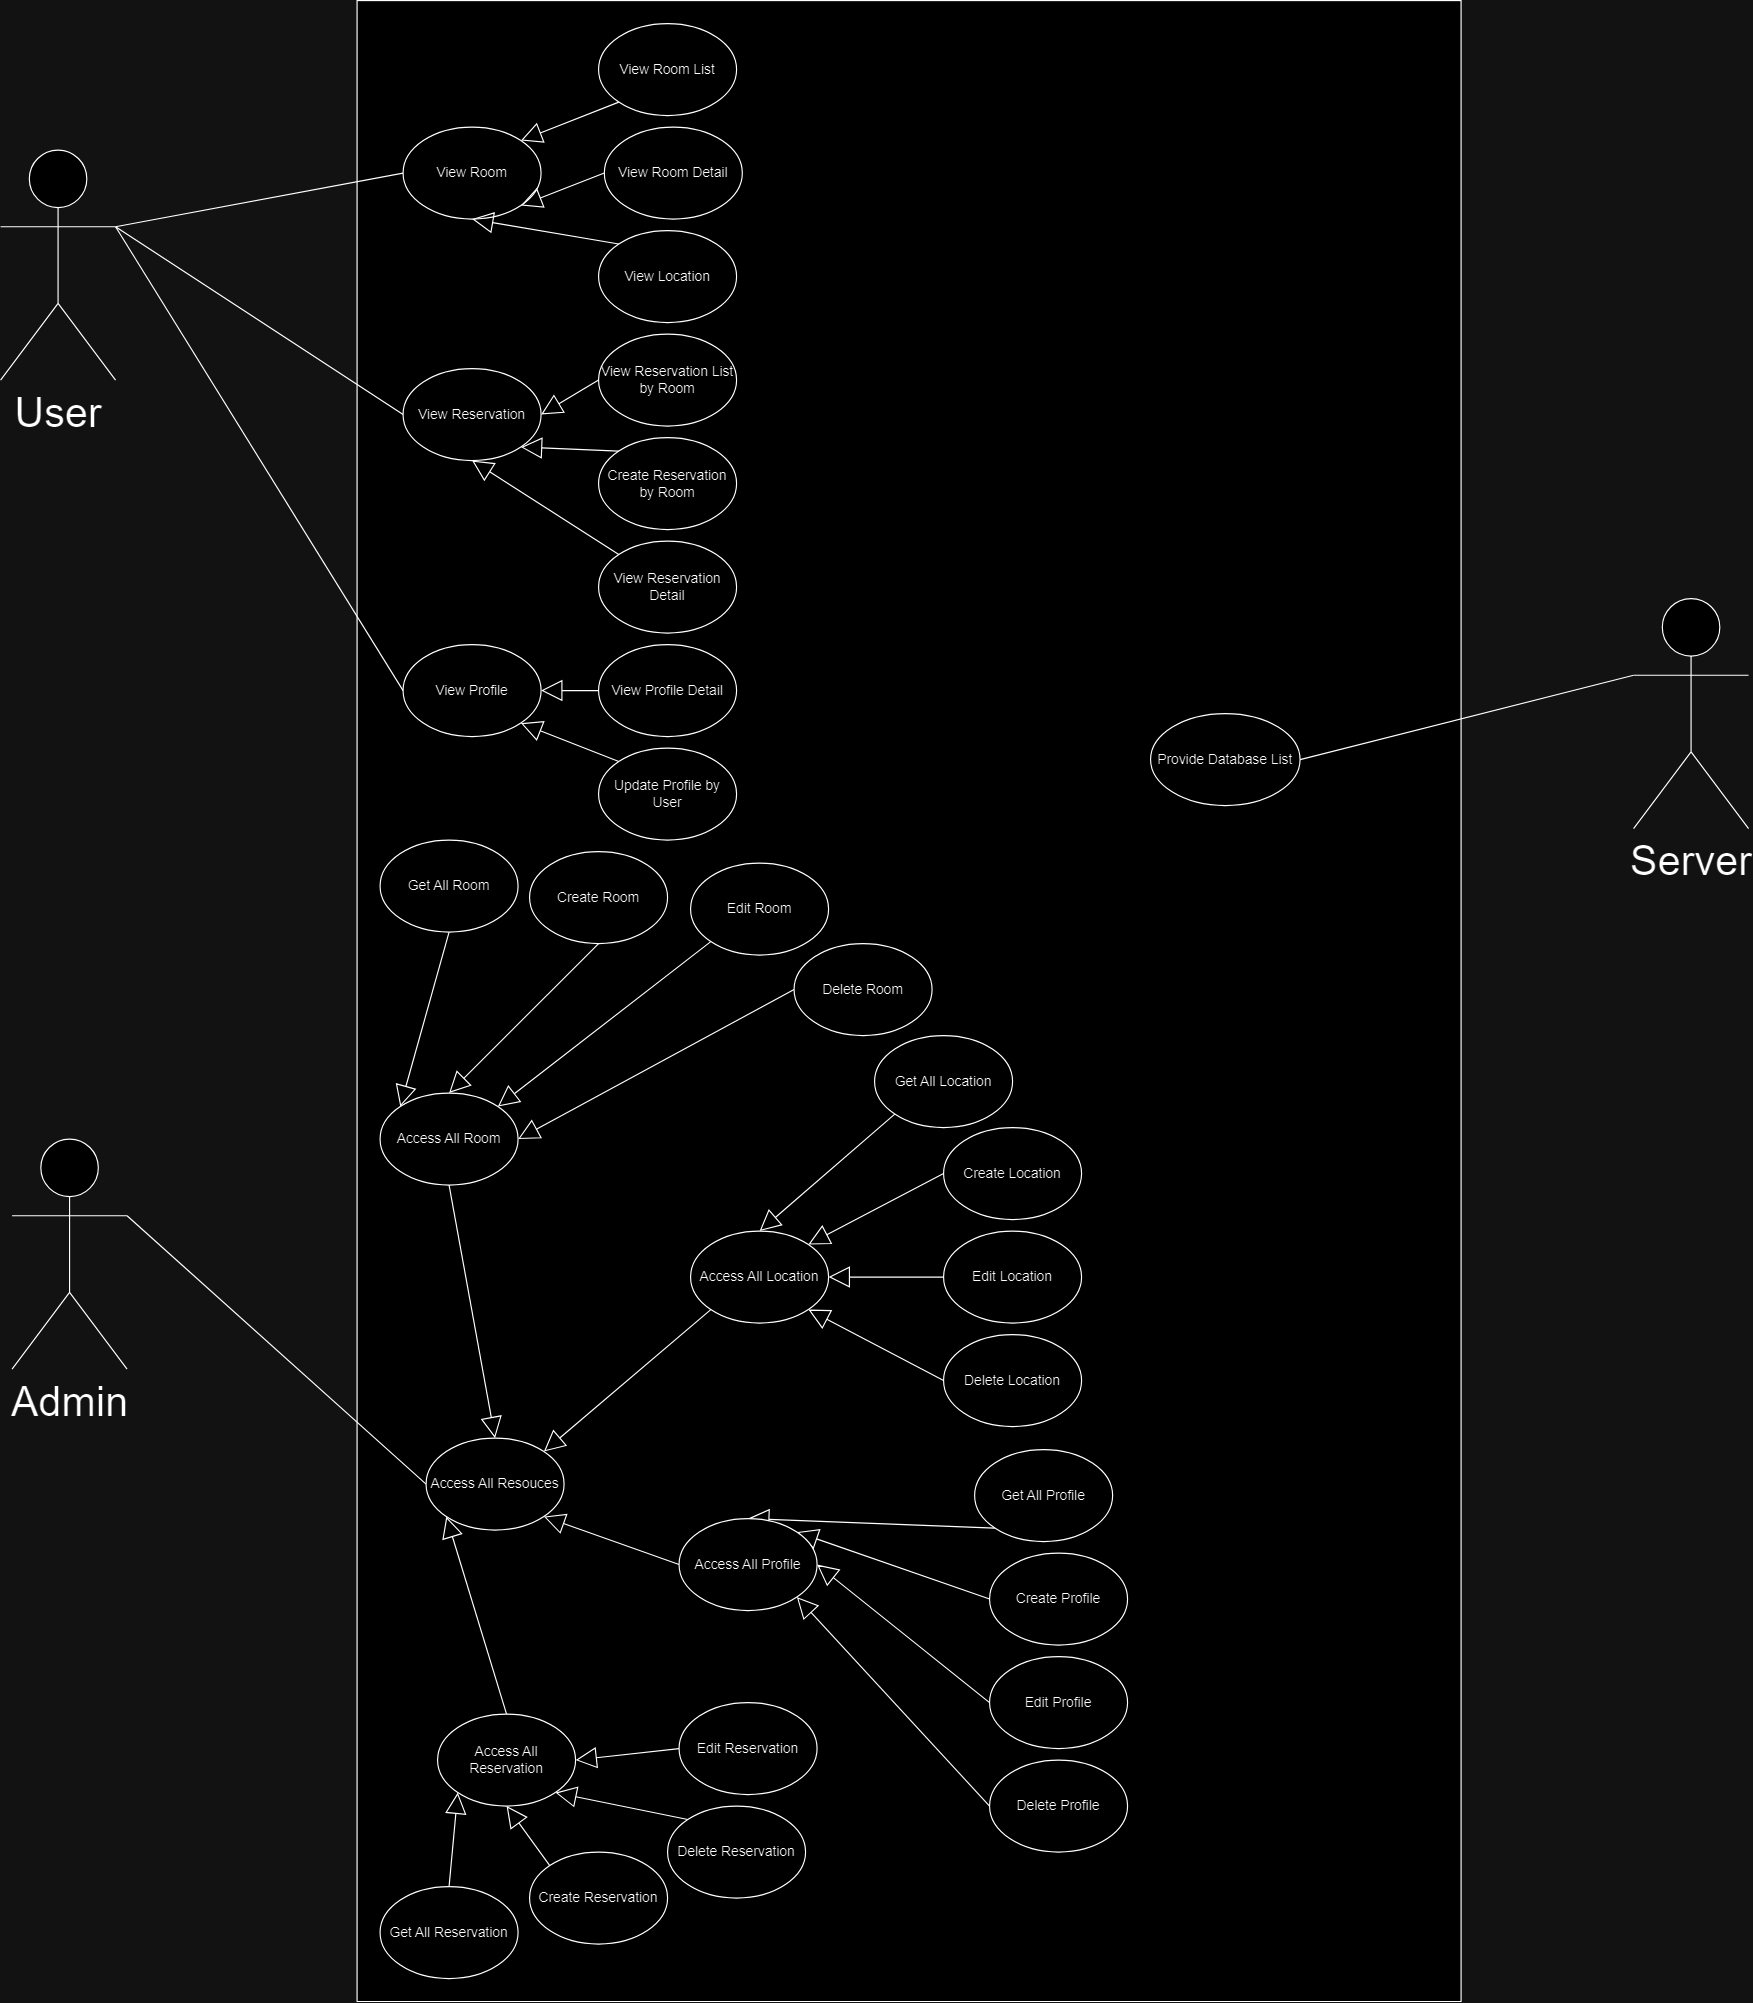 View Room List
View Room
View Room Detail
View Location
User
View Reservation List
by Room
View Reservation
Create Reservation
by Room
View Reservation
Detail
View Profile
View Profile Detail
Update Profile by
User
Provide Database List
Server
Get All Room
Create Room
Edit Room
Delete Room
Get All Location
Access All Room
Create Location
Access All Location
Edit Location
Delete Location
Admin
Access All Resouces
Get All Profile
Access All Profile
Create Profile
Edit Profile
Access All
Reservation
Edit Reservation
Delete Profile
Delete Reservation
Create Reservation
Get All Reservation